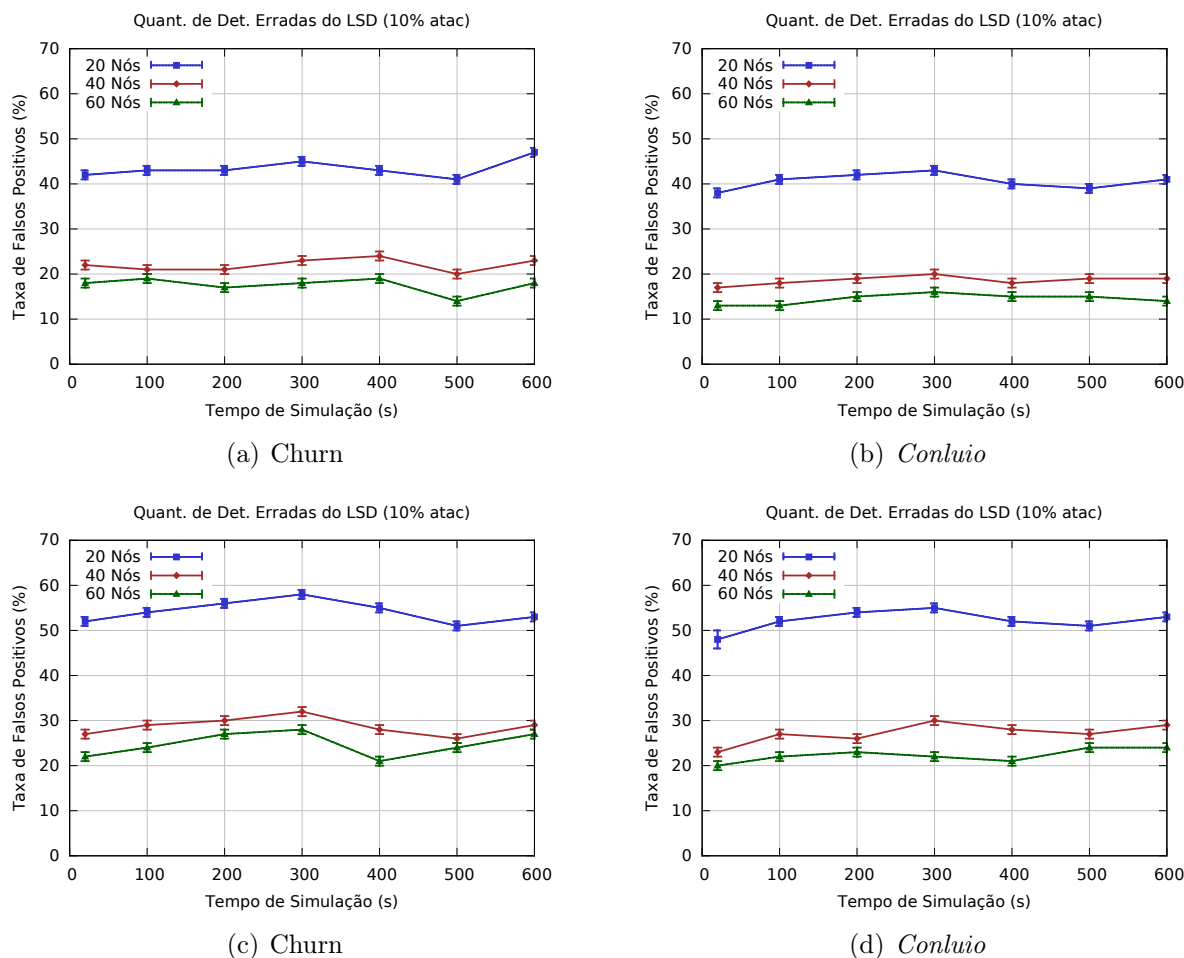 Quant. de Det. Erradas do LSD (10% atac)
70
60
50
40
30
20
10
0
Taxa de Falsos Positivos (%)
20 Nós
40 Nós
60 Nós
0 100 200 300 400 500 600
Tempo de Simulação (s)
(a) Churn
Quant. de Det. Erradas do LSD (10% atac)
70
60
50
40
30
20
10
0
Taxa de Falsos Positivos (%)
20 Nós
40 Nós
60 Nós
0 100 200 300 400 500 600
Tempo de Simulação (s)
(b) Conluio
Quant. de Det. Erradas do LSD (10% atac)
70
60
50
40
30
20
10
0
Taxa de Falsos Positivos (%)
20 Nós
40 Nós
60 Nós
0 100 200 300 400 500 600
Tempo de Simulação (s)
(c) Churn
Quant. de Det. Erradas do LSD (10% atac)
70
60
50
40
30
20
10
0
Taxa de Falsos Positivos (%)
20 Nós
40 Nós
60 Nós
0 100 200 300 400 500 600
Tempo de Simulação (s)
(d) Conluio